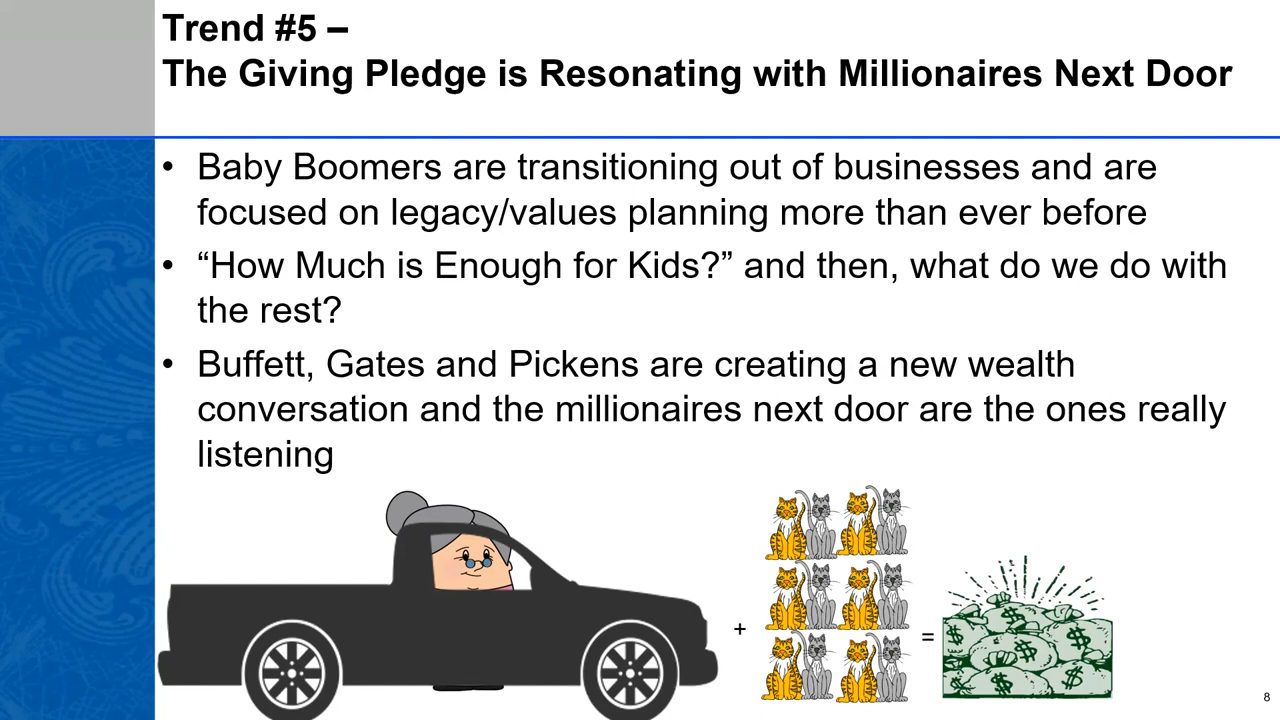 Trend #5 –
The Giving Pledge is Resonating with Millionaires Next Door
• Baby Boomers are transitioning out of businesses and are
focused on legacy/values planning more than ever before
• “How Much is Enough for Kids?” and then, what do we do with
the rest?
• Buffett, Gates and Pickens are creating a new wealth
conversation and the millionaires next door are the ones really
listening
+
=
$ $ $ $ $ $ $
8